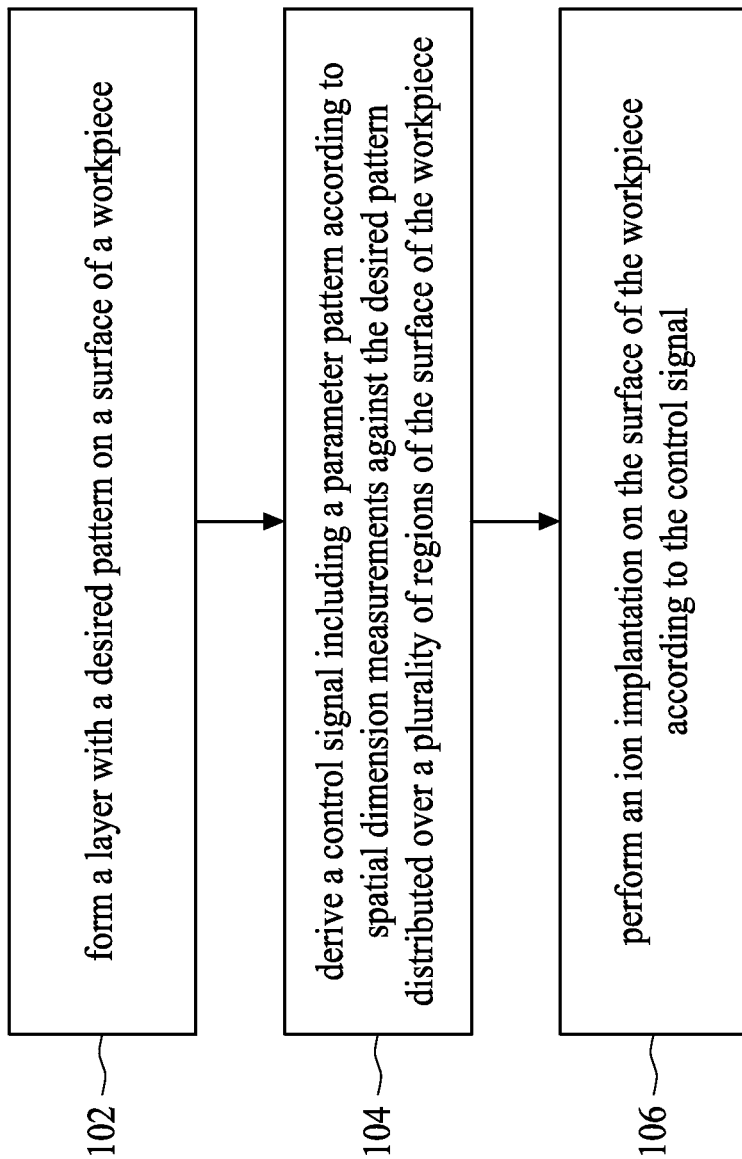 102
form a layer with a desired pattern on a surface of a workpiece
104
derive a control signal including a parameter pattern according to
spatial dimension measurements against the desired pattern
distributed over a plurality of regions of the surface of the workpiece
106
perform an ion implantation on the surface of the workpiece
according to the control signal